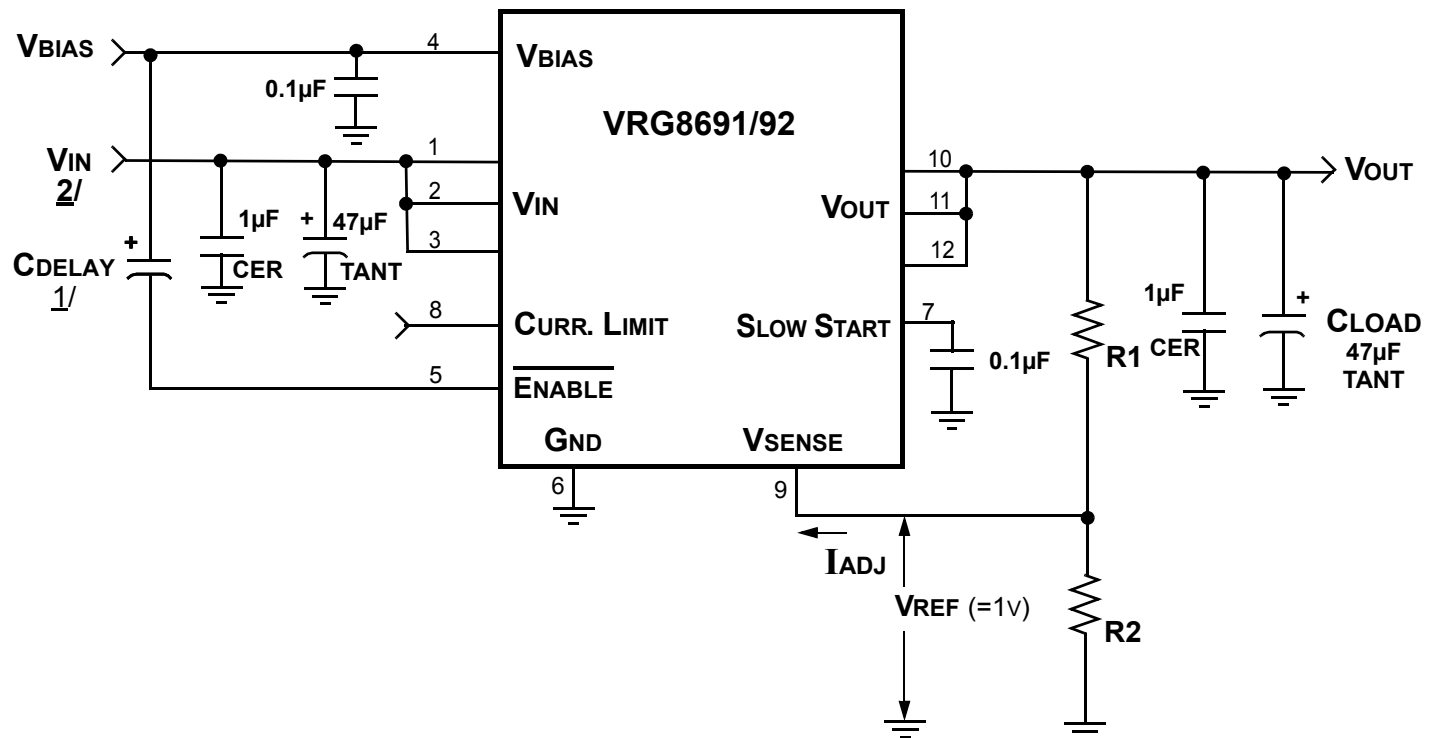 VBIAS
4
VBIAS
0.1µF
VRG8691/92
VIN
2/
1
2
3
VIN
1µF
CER
+
47µF
TANT
+
CDELAY
1/
10
11
12
VOUT
VOUT
8
CURR. LIMIT
SLOW START
7
0.1µF
R1
1µF
CER
+
CLOAD
47µF
TANT
5
ENABLE
GND
VSENSE
6
9
IADJ
VREF (=1V)
R2